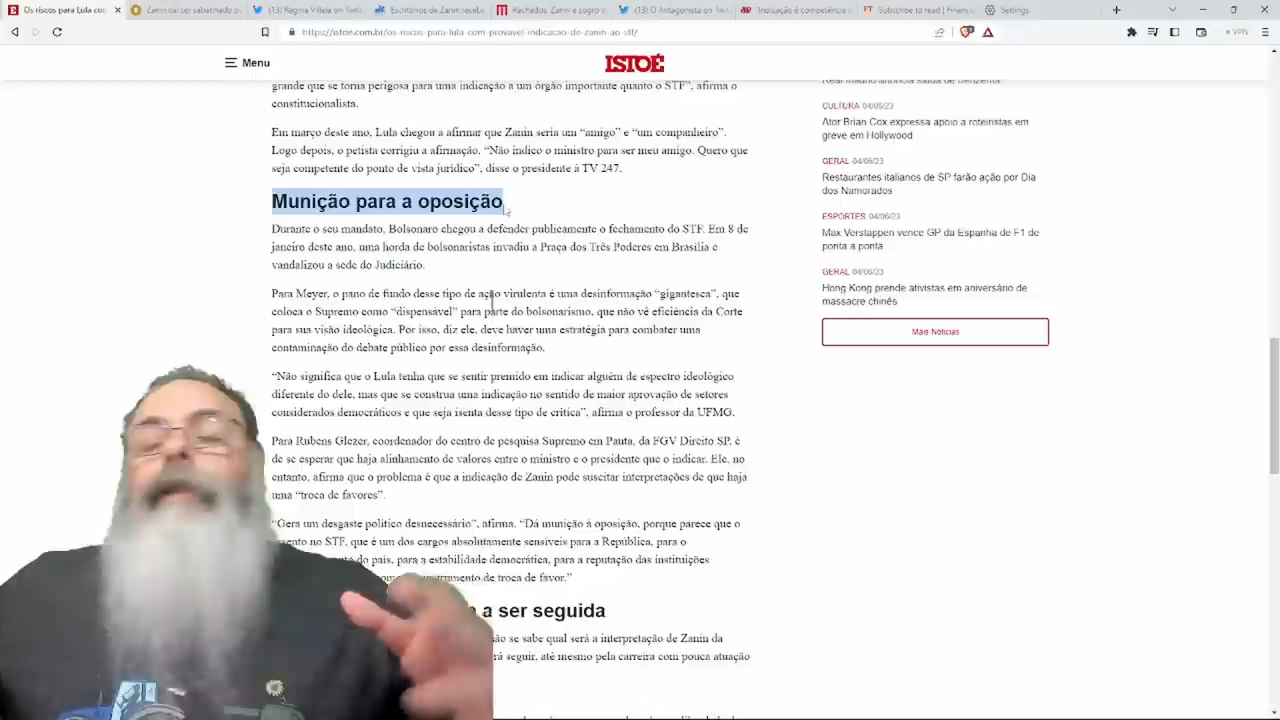 Os riscos para Lula co
Zanin vai ser sabatinado p
(13) Regina Villela on Twit
Escritórios de Zanin receb
Rachados, Zanin e sogro d
(13) O Antagonista on
Indicação é competênci
Subscribe to read | Financi
Settings
https://istoe.com.br/os-riscos-para-lula-com-provavel-indicacao-de-zanin-ao-stf/
VPN
Menu
ISTOÉ
grande que se torna perigosa para uma indicação a um órgão importante quanto o STF”, afirma o
constitucionalista.
Em março deste ano, Lula chegou a afirmar que Zanin seria um “amigo” e “um companheiro”.
Logo depois, o petista corrigiu a afirmação. “Não indico o ministro para ser meu amigo. Quero que
seja competente do ponto de vista jurídico”, disse o presidente à TV 247.
Munição para a oposição
Durante o seu mandato, Bolsonaro chegou a defender publicamente o fechamento do STF. Em 8 de
janeiro deste ano, uma horda de bolsonaristas invadiu a Praça dos Três Poderes em Brasília e
vandalizou a sede do Judiciário.
Para Meyer, o pano de fundo desse tipo de ação virulenta é uma desinformação “gigantesca”, que
coloca o Supremo como “dispensável” para parte do bolsonarismo, que não vê eficiência da Corte
para sua visão ideológica. Por isso, diz ele, deve haver uma estratégia para combater uma
contaminação do debate público por essa desinformação.
“Não significa que o Lula tenha que se sentir premido em indicar alguém de espectro ideológico
diferente do dele, mas que se construa uma indicação no sentido de maior aprovação de setores
considerados democráticos e que seja isenta desse tipo de crítica”, afirma o professor da UFMG.
Para Rubens Glezer, coordenador do centro de pesquisa Supremo em Pauta, da FGV Direito SP, é
de se esperar que haja alinhamento de valores entre o ministro e o presidente que o indicar. Ele, no
entanto, afirma que o problema é que a indicação de Zanin pode suscitar interpretações de que haja
uma “troca de favores”.
“Gera um desgaste político desnecessário”, afirma. “Dá munição à oposição, porque parece que o
mento no STF, que é um dos cargos absolutamente sensíveis para a República, para o
do país, para a estabilidade democrática, para a reputação das instituições
como instrumento de troca de favor.”
a ser seguida
não se sabe qual será a interpretação de Zanin da
rá seguir, até mesmo pela carreira com pouca atuação
Real Madrid anuncia saída de Benzema
CULTURA 04/06/23
Ator Brian Cox expressa apoio a roteiristas em
greve em Hollywood
GERAL 04/06/23
Restaurantes italianos de SP farão ação por Dia
dos Namorados
ESPORTES 04/06/23
Max Verstappen vence GP da Espanha de F1 de
ponta a ponta
GERAL 04/06/23
Hong Kong prende ativistas em aniversário de
massacre chinês
Mais Notícias